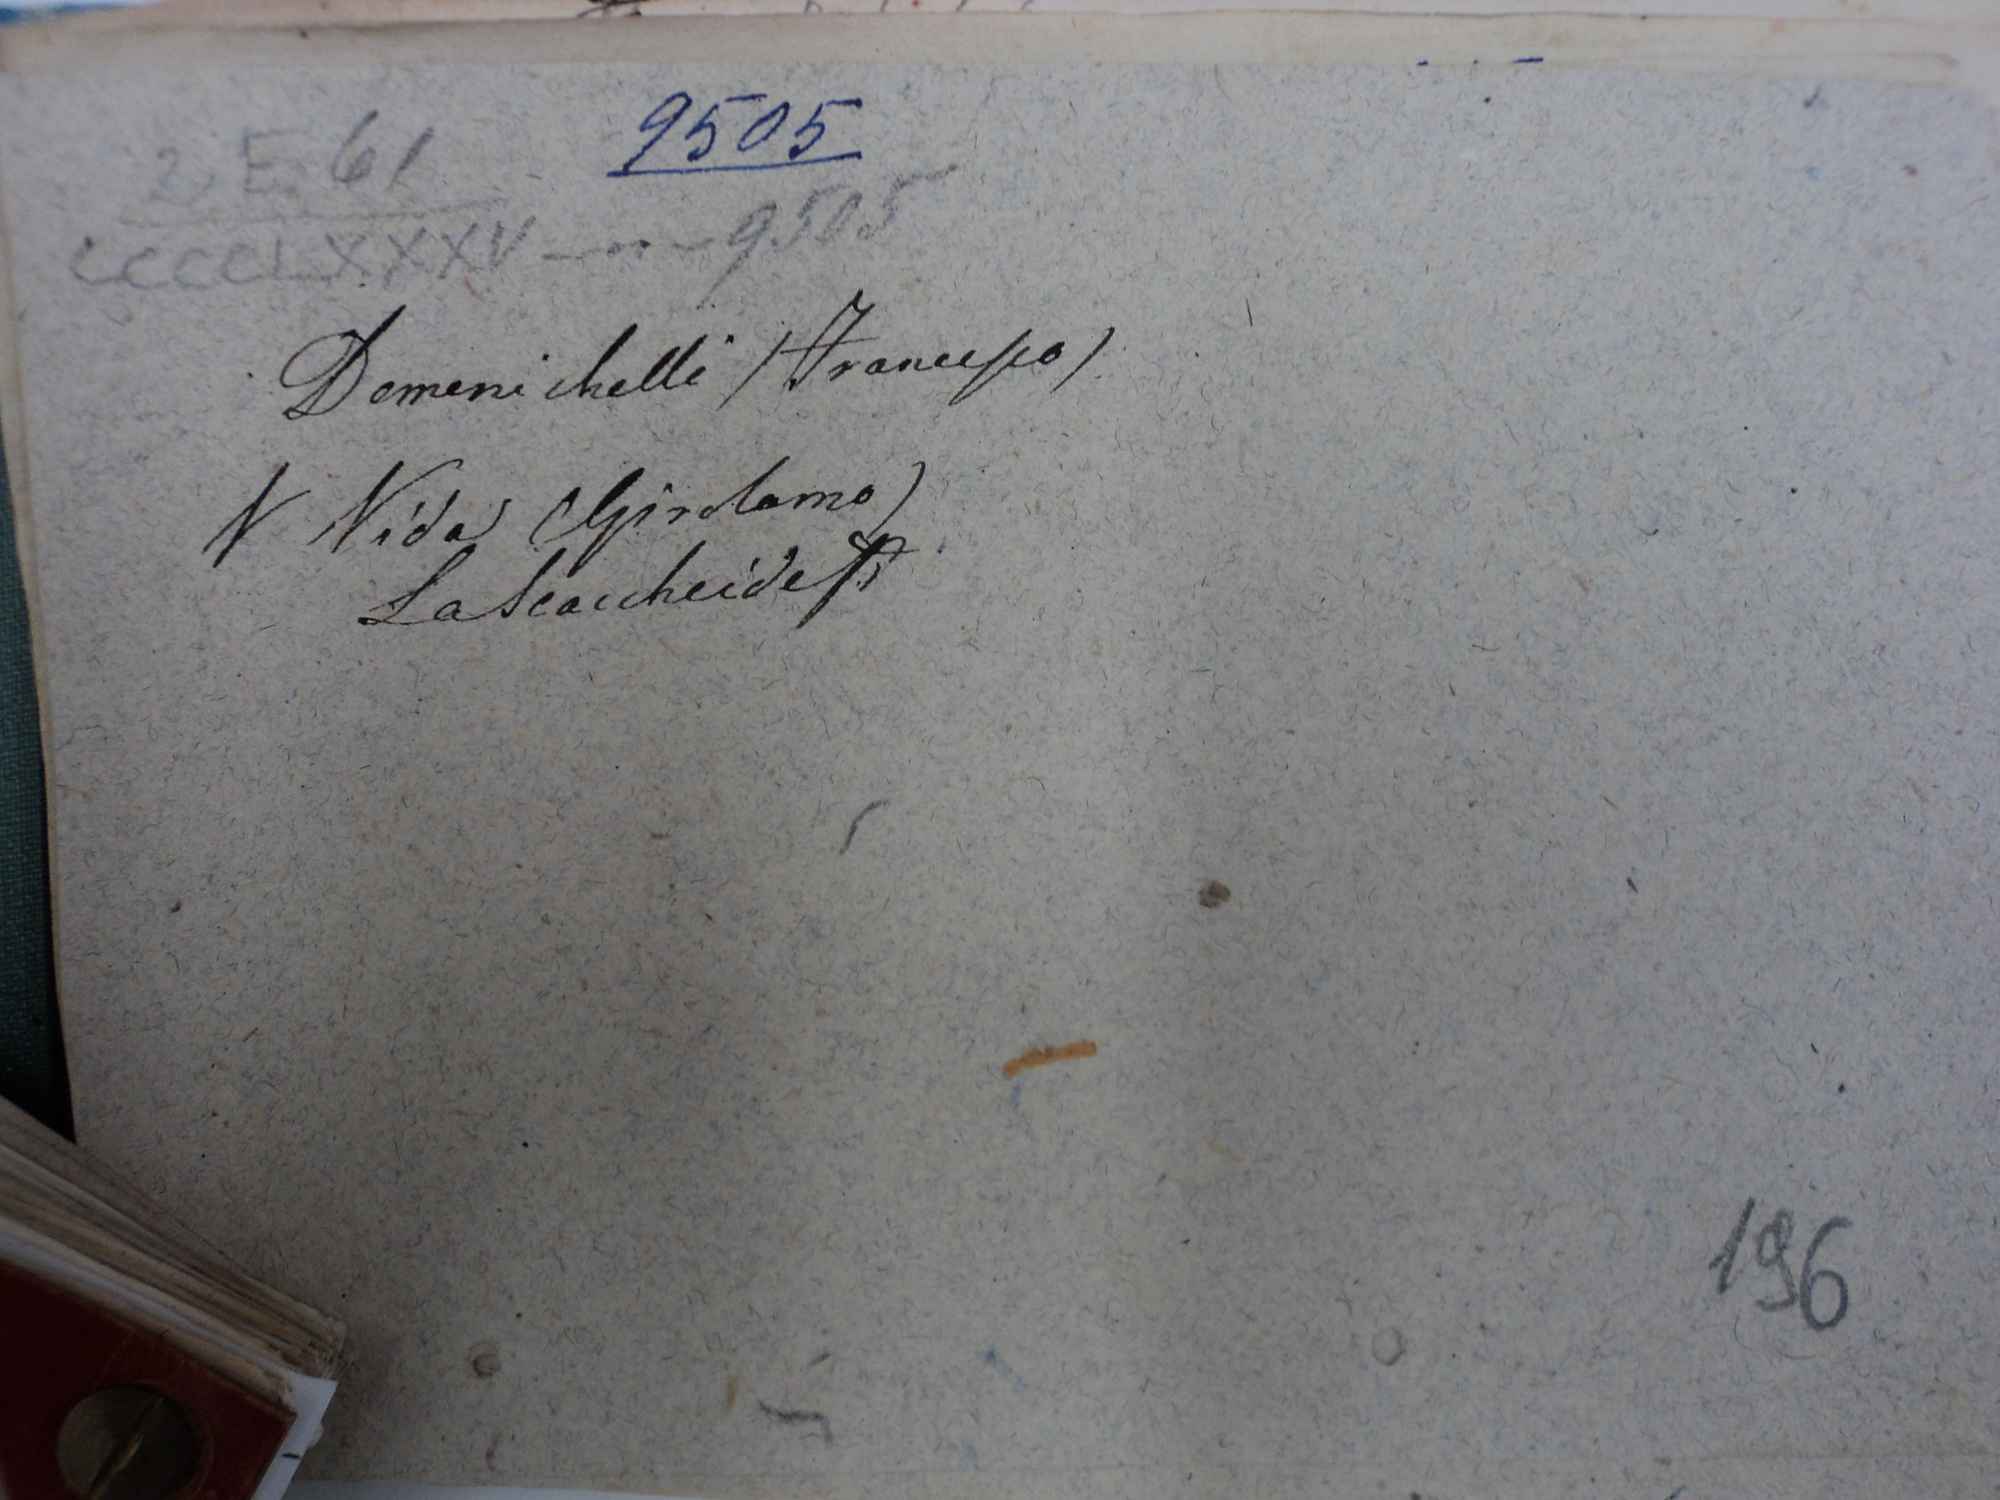 9505
2 E. 61
CCCCLXXXV — n – 9505
Domenichelli (Francesco)
V Vida (Girolamo)
La Scaccheide
196